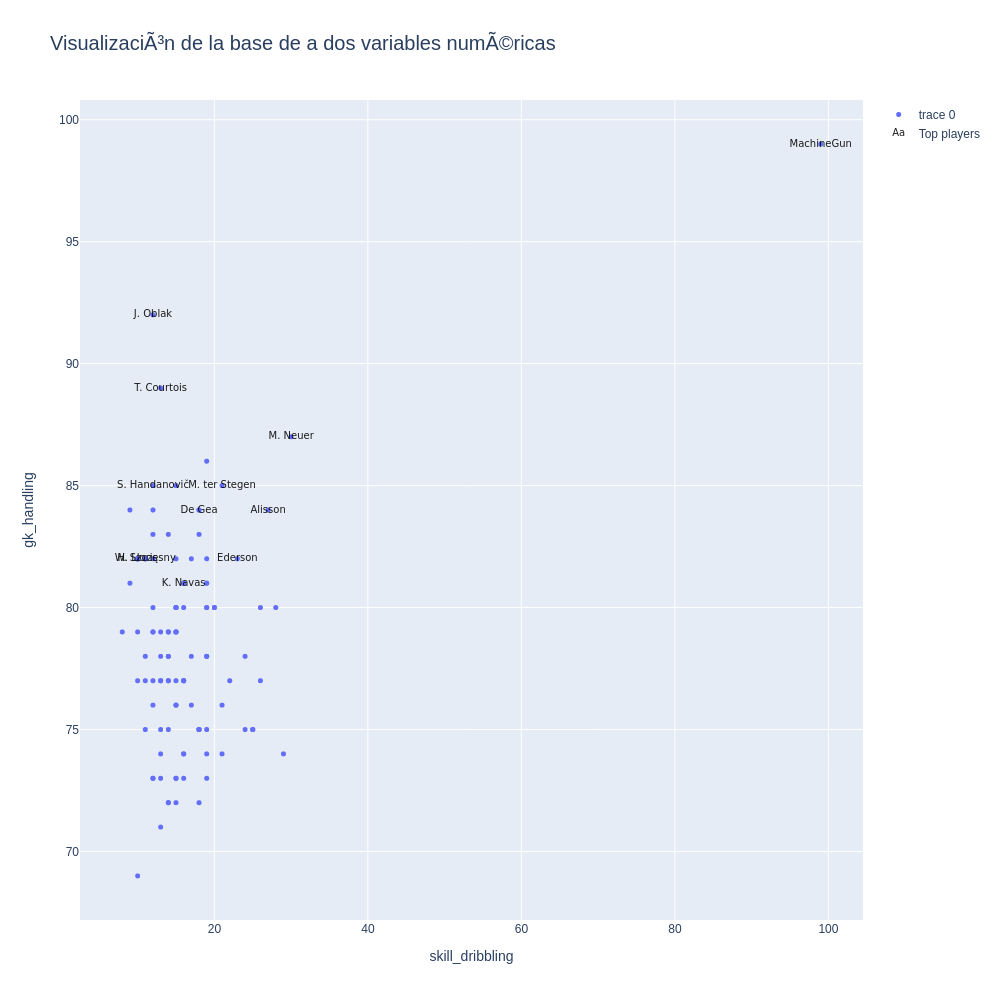 VisualizaciÃ³n de la base de a dos variables numÃ©ricas
trace 0
Aa Top players
100
MachineGun
95
J. Oblak
90
T. Courtois
M. Neuer
85
S. Handanovič M. ter Stegen
De Gea Alisson
Ederson
K. Navas
80
75
70
gk_handling
20 40 60 80 100
skill_dribbling